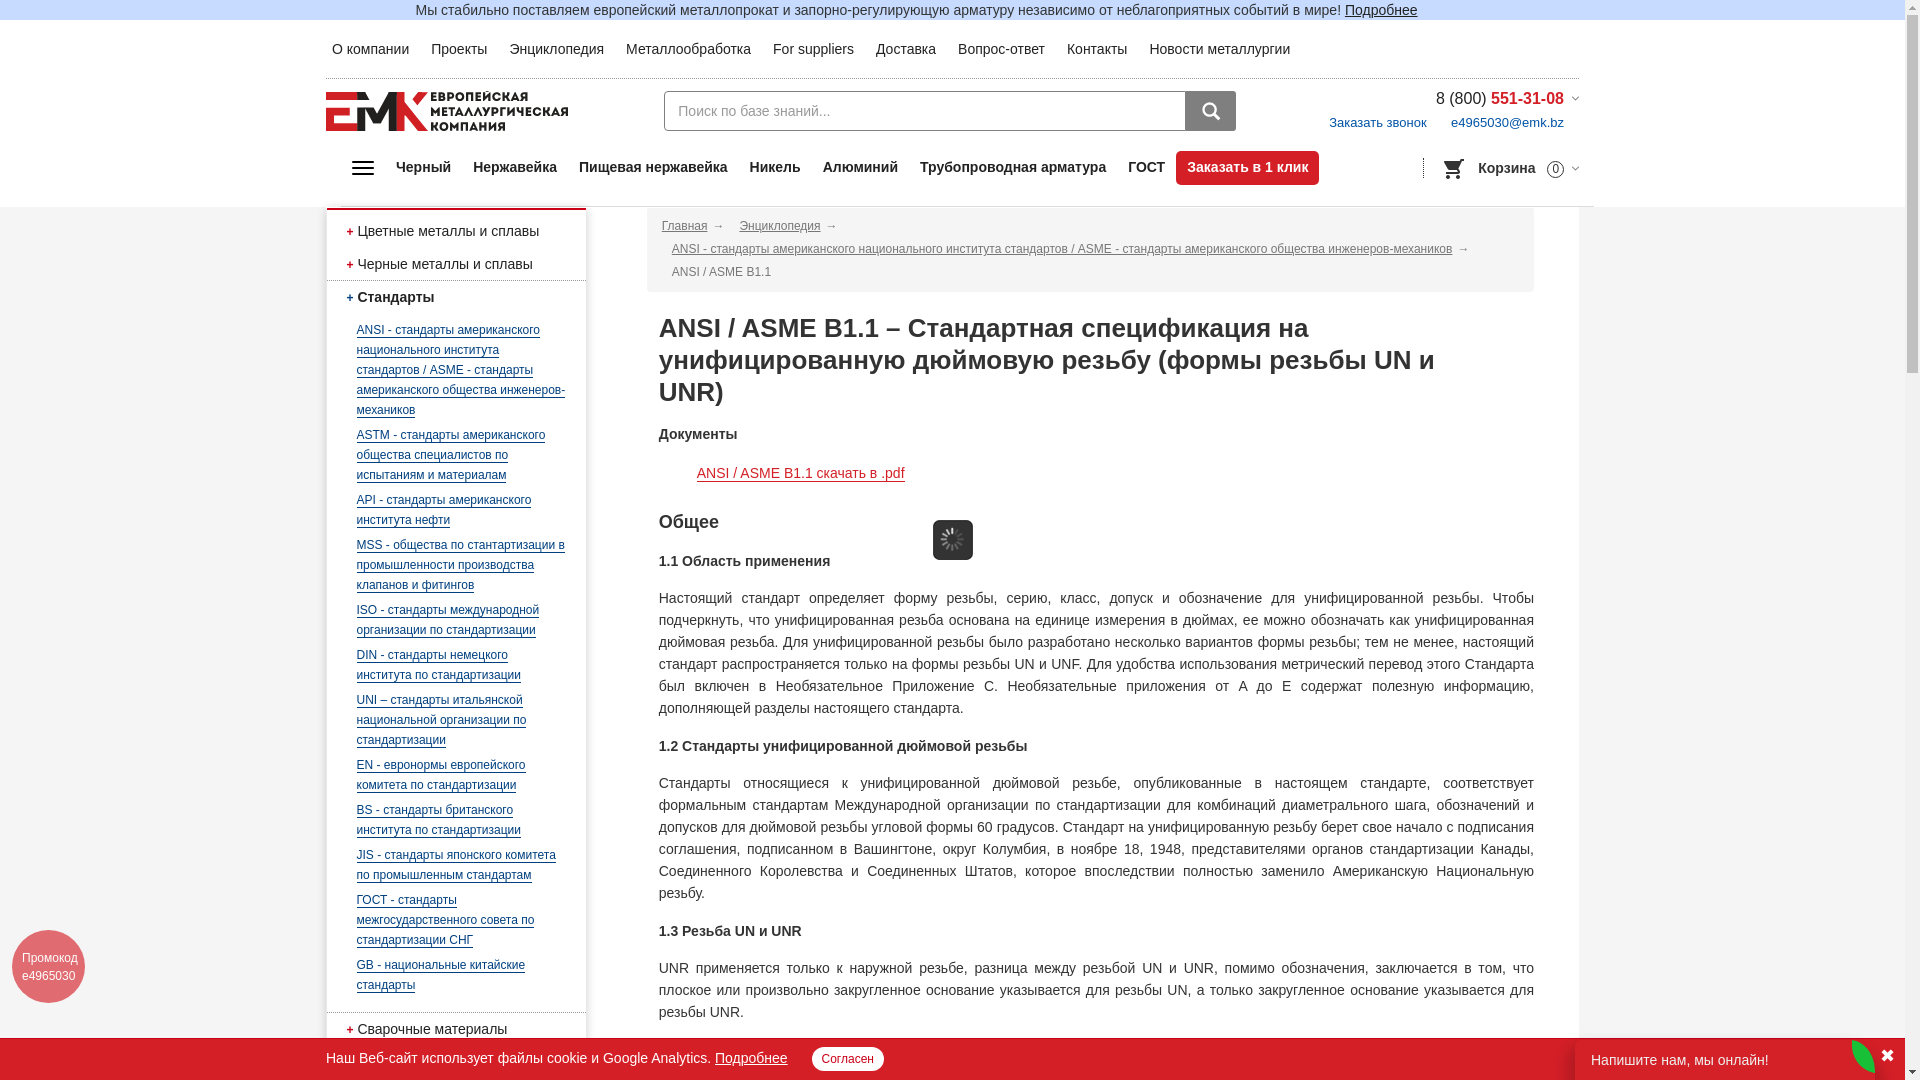 Мы стабильно поставляем европейский металлопрокат и запорно-регулирующую арматуру независимо от неблагоприятных событий в мире! Подробнее
О компании Проекты Энциклопедия Металлообработка For suppliers Доставка Вопрос-ответ Контакты Новости металлургии
ЕМК ЕВРОПЕЙСКАЯ
МЕТАЛЛУРГИЧЕСКАЯ
КОМПАНИЯ
Поиск по базе знаний...
8 (800) 551-31-08
Заказать звонок e4965030@emk.bz
Черный Нержавейка Пищевая нержавейка Никель Алюминий Трубопроводная арматура ГОСТ Заказать в 1 клик
Корзина 0
+ Цветные металлы и сплавы
+ Черные металлы и сплавы
+ Стандарты
ANSI - стандарты американского
национального института
стандартов / ASME - стандарты
американского общества инженеров-
механиков
ASTM - стандарты американского
общества специалистов по
испытаниям и материалам
API - стандарты американского
института нефти
MSS - общества по стантартизации в
промышленности производства
клапанов и фитингов
ISO - стандарты международной
организации по стандартизации
DIN - стандарты немецкого
института по стандартизации
UNI – стандарты итальянской
национальной организации по
стандартизации
EN - евронормы европейского
комитета по стандартизации
BS - стандарты британского
института по стандартизации
JIS - стандарты японского комитета
по промышленным стандартам
ГОСТ - стандарты
межгосударственного совета по
стандартизации СНГ
GB - национальные китайские
стандарты
+ Сварочные материалы
Главная → Энциклопедия →
ANSI - стандарты американского национального института стандартов / ASME - стандарты американского общества инженеров-механиков →
ANSI / ASME B1.1
ANSI / ASME B1.1 – Стандартная спецификация на
унифицированную дюймовую резьбу (формы резьбы UN и
UNR)
Документы
ANSI / ASME B1.1 скачать в .pdf
Общее
1.1 Область применения
Настоящий стандарт определяет форму резьбы, серию, класс, допуск и обозначение для унифицированной резьбы. Чтобы
подчеркнуть, что унифицированная резьба основана на единице измерения в дюймах, ее можно обозначать как унифицированная
дюймовая резьба. Для унифицированной резьбы было разработано несколько вариантов формы резьбы; тем не менее, настоящий
стандарт распространяется только на формы резьбы UN и UNF. Для удобства использования метрический перевод этого Стандарта
был включен в Необязательное Приложение C. Необязательные приложения от A до E содержат полезную информацию,
дополняющей разделы настоящего стандарта.
1.2 Стандарты унифицированной дюймовой резьбы
Стандарты относящиеся к унифицированной дюймовой резьбе, опубликованные в настоящем стандарте, соответствует
формальным стандартам Международной организации по стандартизации для комбинаций диаметрального шага, обозначений и
допусков для дюймовой резьбы угловой формы 60 градусов. Стандарт на унифицированную резьбу берет свое начало с подписания
соглашения, подписанном в Вашингтоне, округ Колумбия, в ноябре 18, 1948, представителями органов стандартизации Канады,
Соединенного Королевства и Соединенных Штатов, которое впоследствии полностью заменило Американскую Национальную
резьбу.
1.3 Резьба UN и UNR
UNR применяется только к наружной резьбе, разница между резьбой UN и UNR, помимо обозначения, заключается в том, что
плоское или произвольно закругленное основание указывается для резьбы UN, а только закругленное основание указывается для
резьбы UNR.
Промокод
e4965030
Наш Веб-сайт использует файлы cookie и Google Analytics. Подробнее Согласен
Напишите нам, мы онлайн!